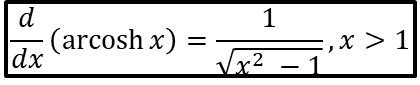 d/dx (arcosh x) = 1/√(x² − 1), x > 1